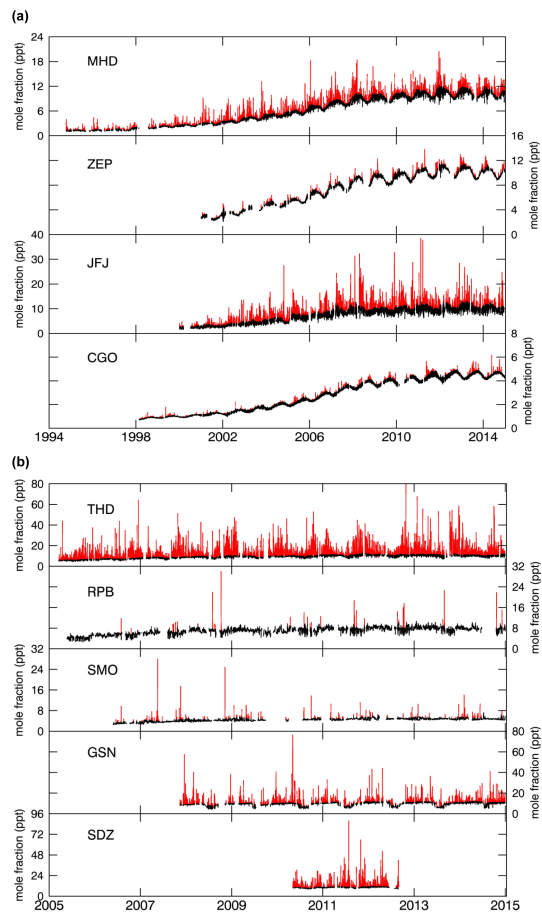 (a)
24
18
12
6
0
mole fraction (ppt)
MHD
16
12
8
4
0
mole fraction (ppt)
ZEP
40
30
20
10
0
mole fraction (ppt)
JFJ
8
6
4
2
0
mole fraction (ppt)
CGO
1994 1998 2002 2006 2010 2014
(b)
80
60
40
20
0
mole fraction (ppt)
THD
32
24
16
8
0
mole fraction (ppt)
RPB
32
24
16
8
0
mole fraction (ppt)
SMO
80
60
40
20
0
mole fraction (ppt)
GSN
96
72
48
24
0
mole fraction (ppt)
SDZ
2005 2007 2009 2011 2013 2015